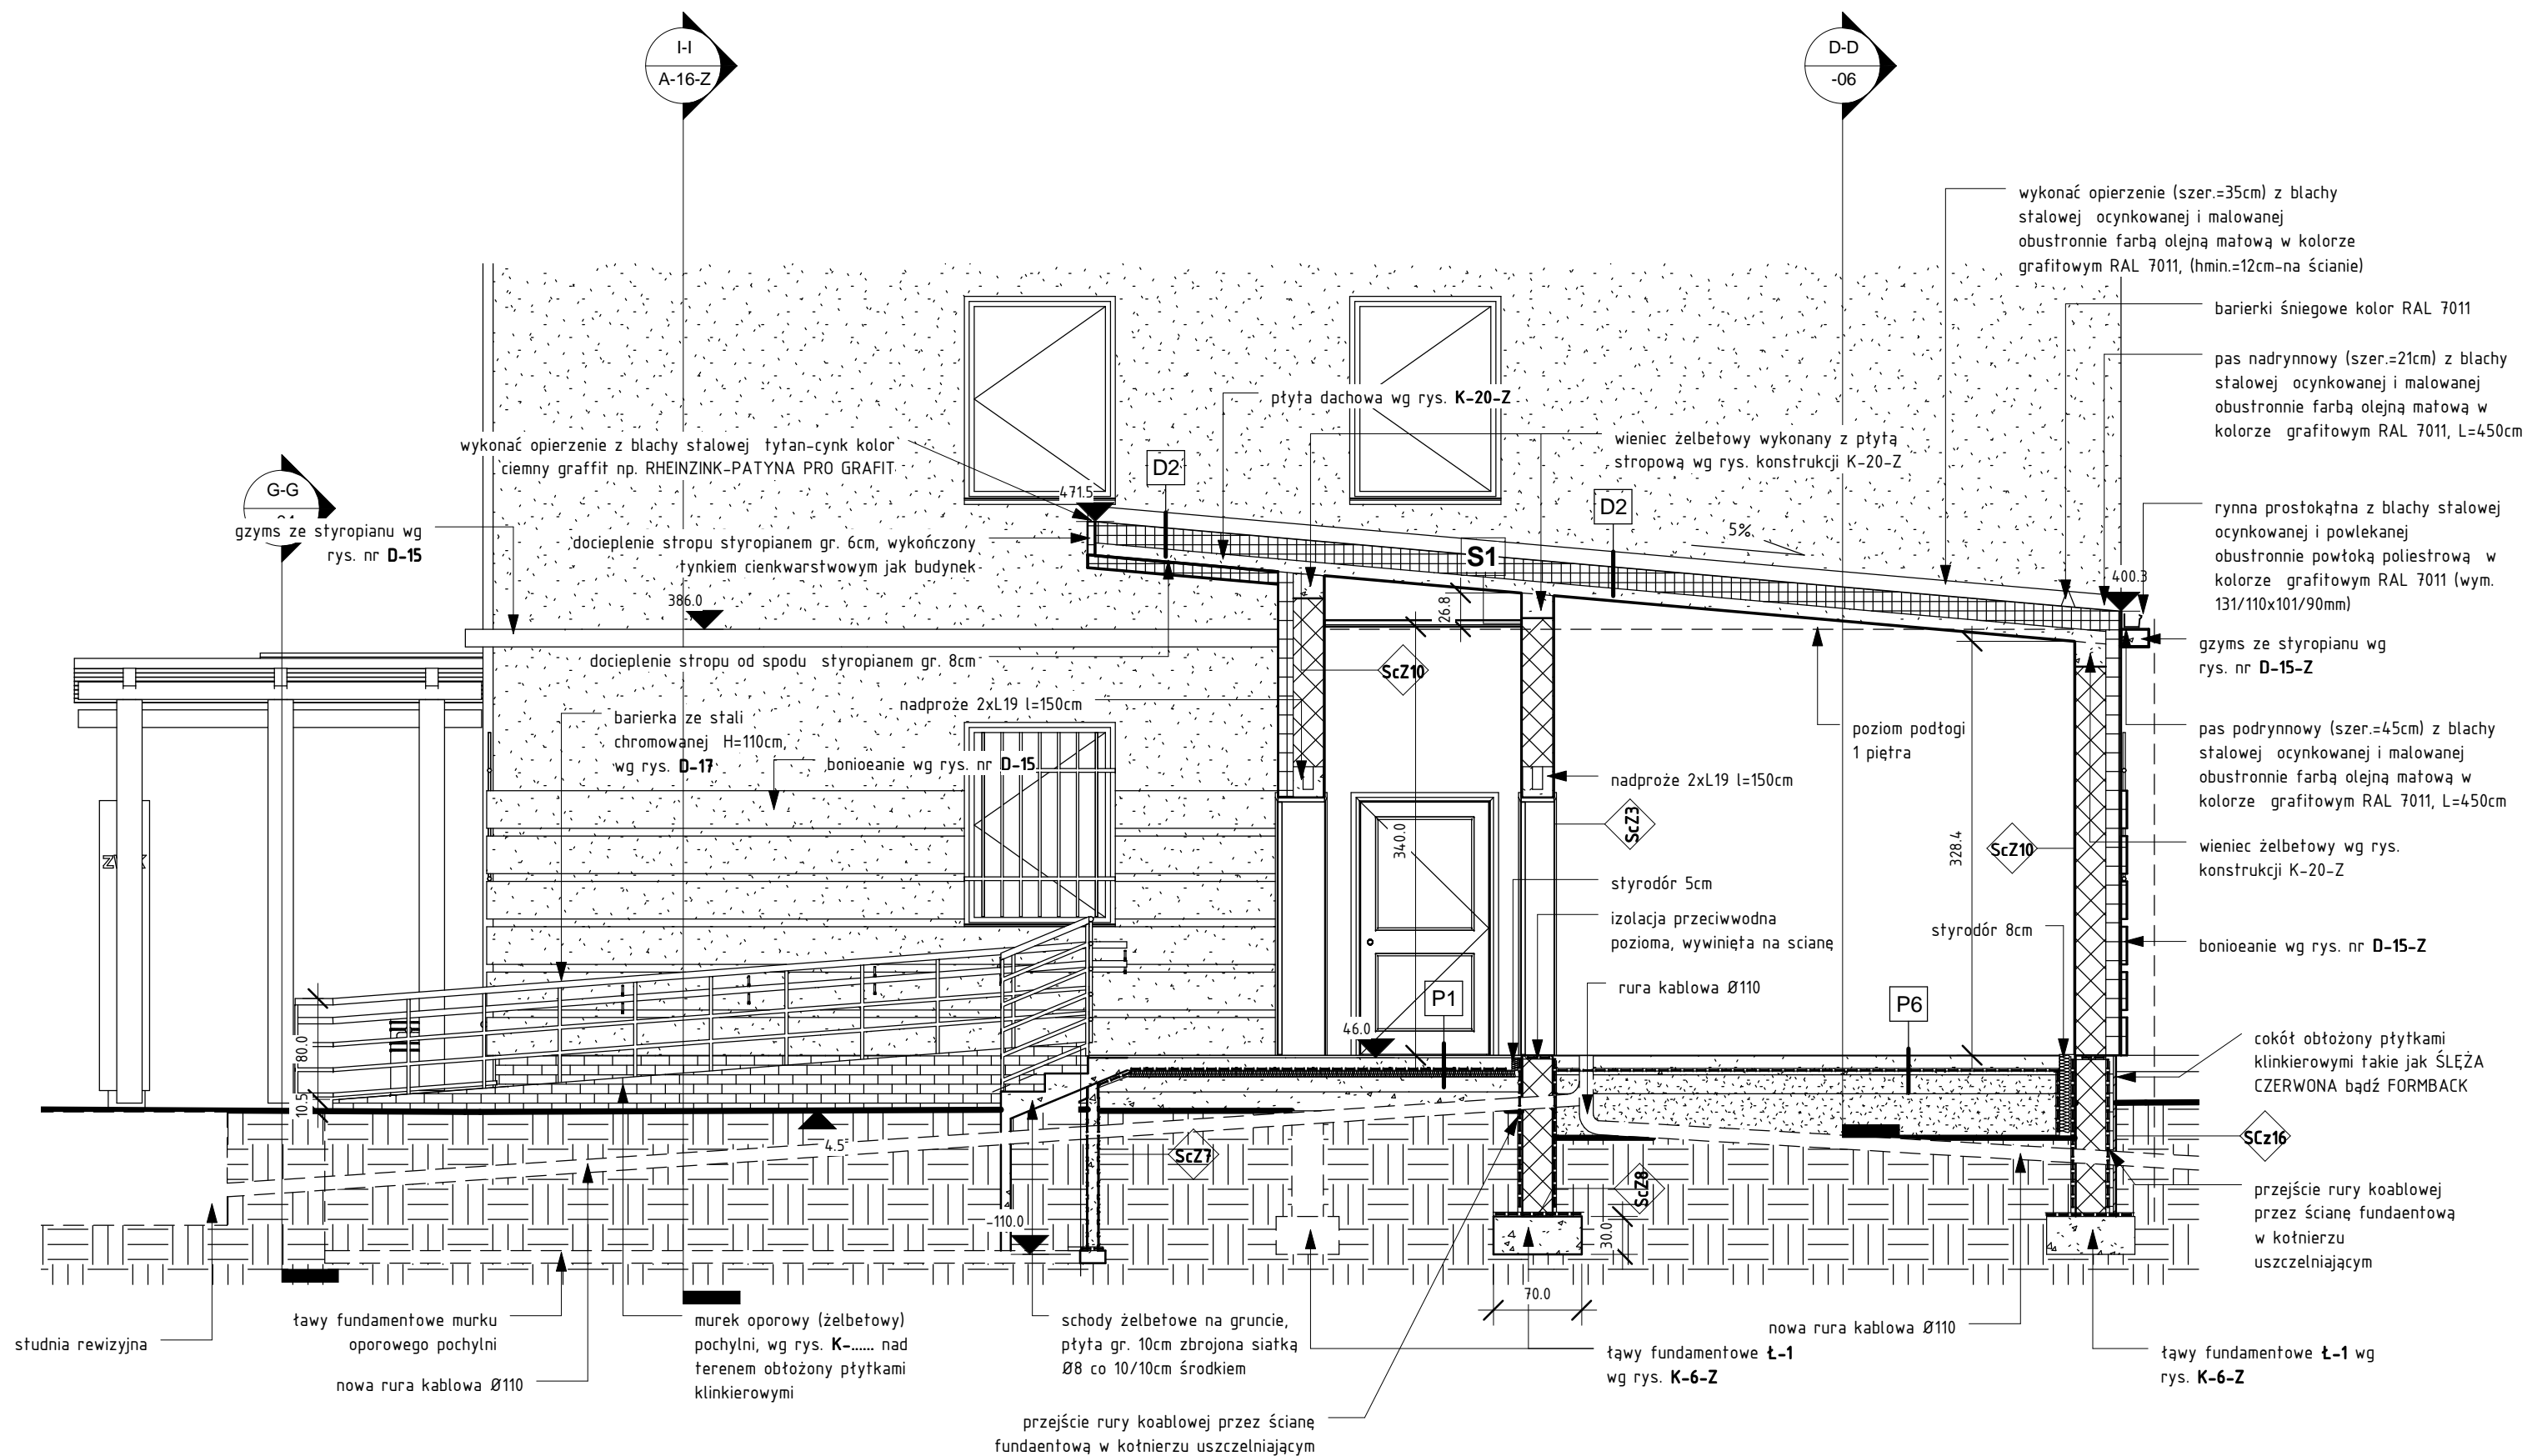 I-I
A-16-Z
D-D
-06
wykonać opierzenie (szer.=35cm) z blachy
stalowej ocynkowanej i malowanej
obustronnie farbą olejną matową w kolorze
grafitowym RAL 7011, (hmin.=12cm-na ścianie)
barierki śniegowe kolor RAL 7011
pas nadrynnowy (szer.=21cm) z blachy
stalowej ocynkowanej i malowanej
obustronnie farbą olejną matową w
kolorze grafitowym RAL 7011, L=450cm
płyta dachowa wg rys. K-20-Z
wykonać opierzenie z blachy stalowej tytan-cynk kolor
ciemny graffit np. RHEINZINK-PATYNA PRO GRAFIT
wieniec żelbetowy wykonany z płytą
stropową wg rys. konstrukcji K-20-Z
D2
G-G
471.5
D2
gzyms ze styropianu wg
rys. nr D-15
docieplenie stropu styropianem gr. 6cm, wykończony
tynkiem cienkwarstwowym jak budynek
S1
5%
rynna prostokątna z blachy stalowej
ocynkowanej i powlekanej
obustronnie powłoką poliestrową w
kolorze grafitowym RAL 7011 (wym.
131/110x101/90mm)
400.3
386.0
26.8
gzyms ze styropianu wg
rys. nr D-15-Z
docieplenie stropu od spodu styropianem gr. 8cm
ScZ10
nadproże 2xL19 l=150cm
barierka ze stali
chromowanej H=110cm,
wg rys. D-17
bonioeanie wg rys. nr D-15
poziom podłogi
1 piętra
pas podrynnowy (szer.=45cm) z blachy
stalowej ocynkowanej i malowanej
obustronnie farbą olejną matową w
kolorze grafitowym RAL 7011, L=450cm
nadproże 2xL19 l=150cm
ScZ3
340.0
328.4
ScZ10
wieniec żelbetowy wg rys.
konstrukcji K-20-Z
styrodór 5cm
izolacja przeciwwodna
pozioma, wywinięta na scianę
styrodór 8cm
bonioeanie wg rys. nr D-15-Z
rura kablowa Ø110
P1
P6
46.0
80.0
10.5
cokół obłożony płytkami
klinkierowymi takie jak ŚLĘŻA
CZERWONA bądź FORMBACK
4.5
ScZ7
SCz16
ScZ8
-110.0
30.0
przejście rury koablowej
przez ścianę fundaentową
w kołnierzu
uszczelniającym
70.0
studnia rewizyjna
ławy fundamentowe murku
oporowego pochylni
nowa rura kablowa Ø110
murek oporowy (żelbetowy)
pochylni, wg rys. K-...... nad
terenem obłożony płytkami
klinkierowymi
schody żelbetowe na gruncie,
płyta gr. 10cm zbrojona siatką
Ø8 co 10/10cm środkiem
nowa rura kablowa Ø110
 łąwy fundamentowe Ł-1
wg rys. K-6-Z
łąwy fundamentowe Ł-1 wg
rys. K-6-Z
przejście rury koablowej przez ścianę
fundaentową w kołnierzu uszczelniającym